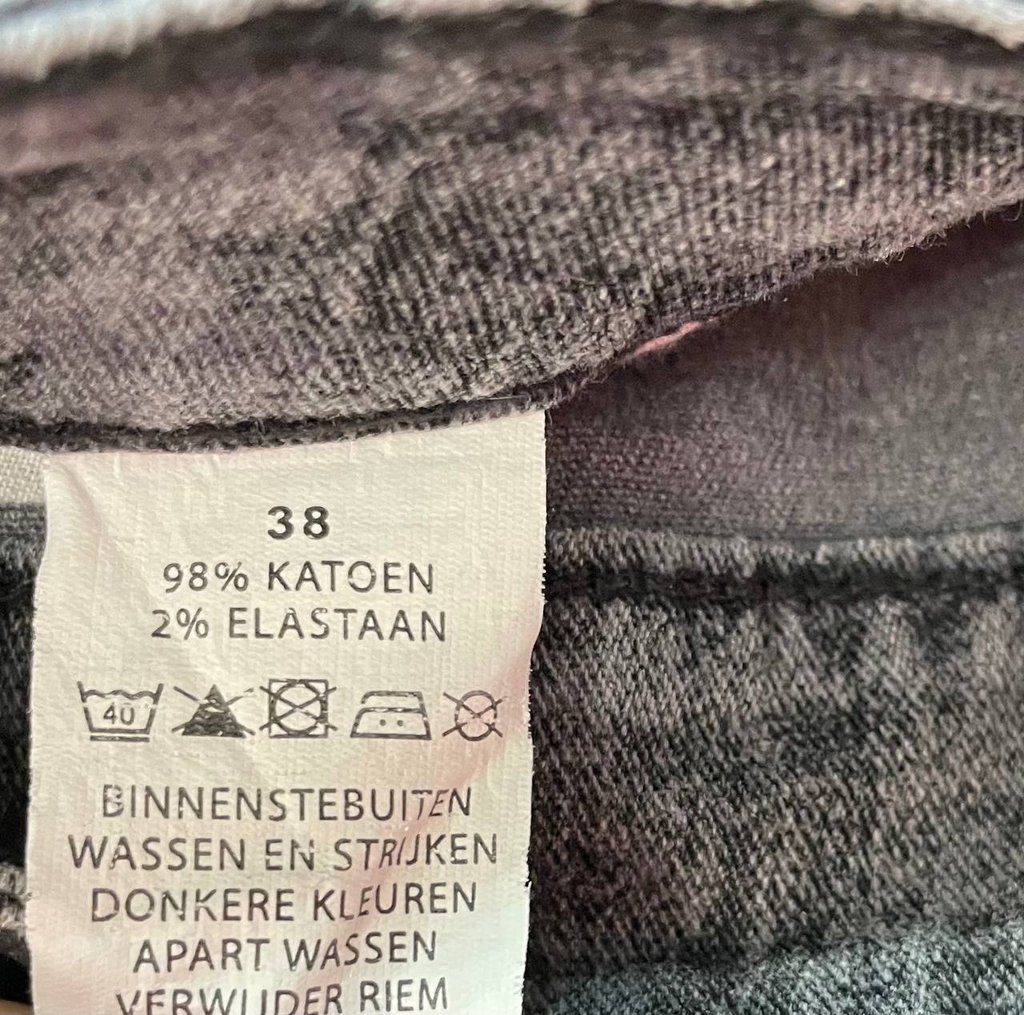 38
98% KATOEN
2% ELASTAAN
40
BINNENSTEBUITEN
WASSEN EN STRIJKEN
DONKERE KLEUREN
APART WASSEN
VERWIJDER RIEM